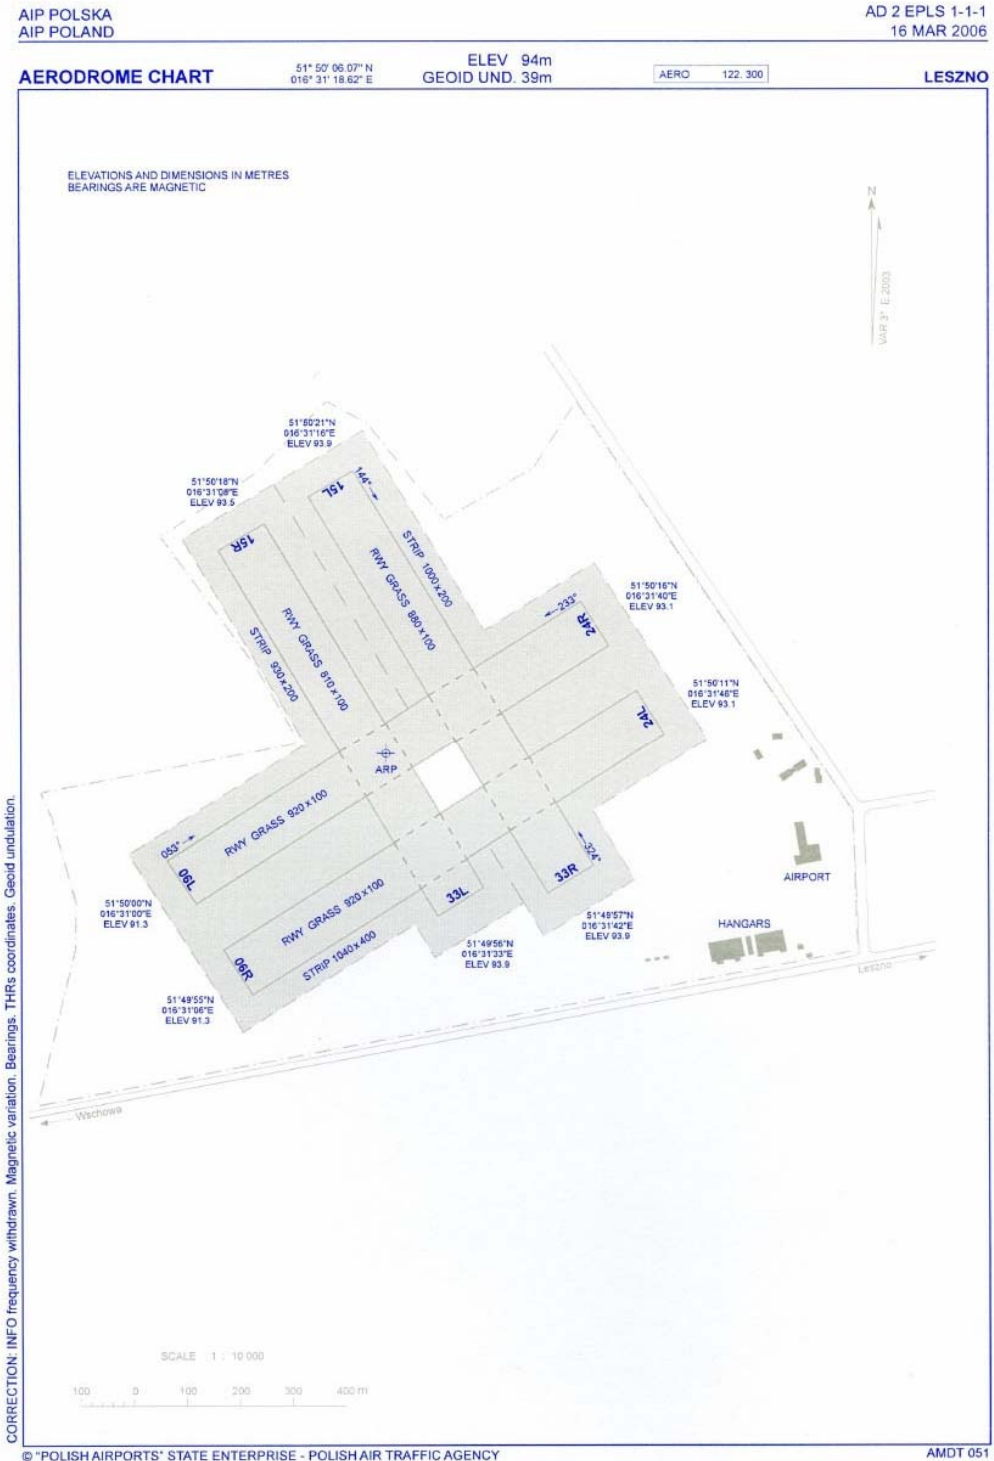 AIP POLSKA
AIP POLAND
AD 2 EPLS 1-1-1
16 MAR 2006
AERODROME CHART
51° 50' 06.07" N
016° 31' 18.62" E
ELEV 94m
GEOID UND. 39m
AERO 122. 300
LESZNO
ELEVATIONS AND DIMENSIONS IN METRES
BEARINGS ARE MAGNETIC
N
VAR 3° E 2003
51°50'21"N
016°31'16"E
ELEV 93.9
51°50'18"N
016°31'08"E
ELEV 93.5
15L
144°
15R
STRIP 1000x200
RWY GRASS 880x100
RWY GRASS 810x100
STRIP 930x200
233°
24R
51°50'16"N
016°31'40"E
ELEV 93.1
51°50'11"N
016°31'46"E
ELEV 93.1
24L
ARP
RWY GRASS 920x100
053°
06L
RWY GRASS 920x100
STRIP 1040x400
06R
33L
33R
324°
51°50'00"N
016°31'00"E
ELEV 91.3
51°49'55"N
016°31'06"E
ELEV 91.3
51°49'56"N
016°31'33"E
ELEV 93.9
51°49'57"N
016°31'42"E
ELEV 93.9
AIRPORT
HANGARS
Leszno
Wschowa
SCALE 1 : 10 000
100 0 100 200 300 400 m
CORRECTION: INFO frequency withdrawn. Magnetic variation. Bearings. THRs coordinates. Geoid undulation.
© "POLISH AIRPORTS" STATE ENTERPRISE - POLISH AIR TRAFFIC AGENCY
AMDT 051